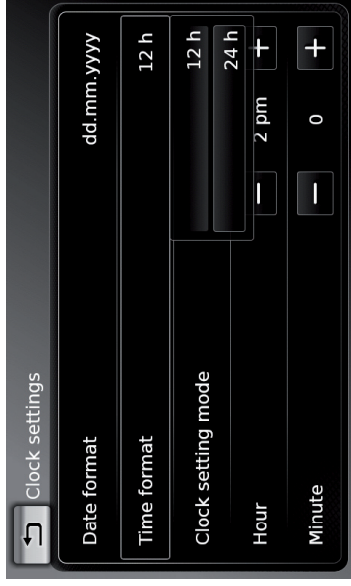 Clock settings
Date format dd.mm.yyyy
Time format 12 h
Clock setting mode 12 h
24 h
Hour − 2 pm +
Minute − 0 +